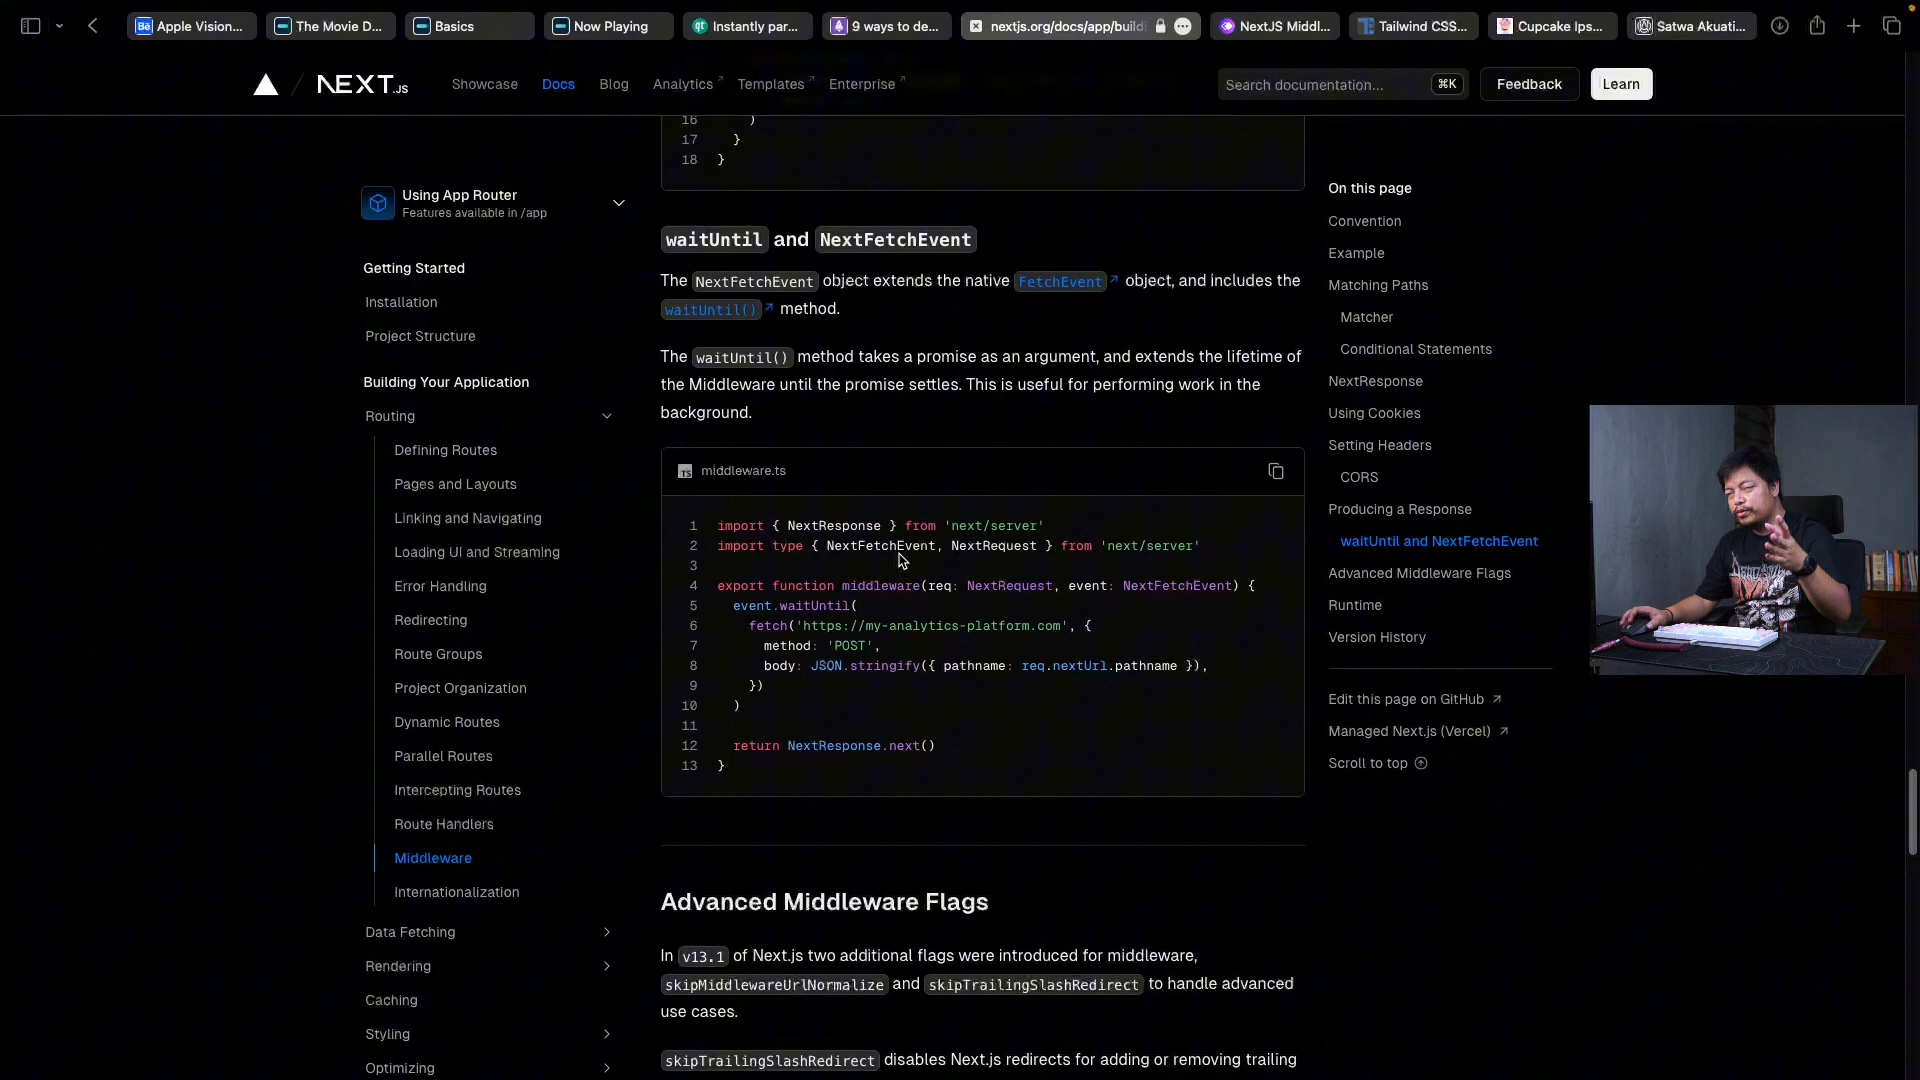 Apple Vision...
The Movie D...
Basics
Now Playing
Instantly par...
9 ways to de...
nextjs.org/docs/app/buildi
NextJS Middl...
Tailwind CSS...
Cupcake Ips...
Satwa Akuati...
NEXT.JS
Showcase
Docs
Blog
Analytics
Templates
Enterprise
Search documentation...
⌘K
Feedback
Learn
Using App Router
Features available in /app
Getting Started
Installation
Project Structure
Building Your Application
Routing
Defining Routes
Pages and Layouts
Linking and Navigating
Loading UI and Streaming
Error Handling
Redirecting
Route Groups
Project Organization
Dynamic Routes
Parallel Routes
Intercepting Routes
Route Handlers
Middleware
Internationalization
Data Fetching
Rendering
Caching
Styling
Optimizing
16 )
17 }
18 }
waitUntil and NextFetchEvent
The NextFetchEvent object extends the native FetchEvent object, and includes the
waitUntil() method.
The waitUntil() method takes a promise as an argument, and extends the lifetime of
the Middleware until the promise settles. This is useful for performing work in the
background.
TS middleware.ts
1 import { NextResponse } from 'next/server'
2 import type { NextFetchEvent, NextRequest } from 'next/server'
3
4 export function middleware(req: NextRequest, event: NextFetchEvent) {
5 event.waitUntil(
6 fetch('https://my-analytics-platform.com', {
7 method: 'POST',
8 body: JSON.stringify({ pathname: req.nextUrl.pathname }),
9 })
10 )
11
12 return NextResponse.next()
13 }
Advanced Middleware Flags
In v13.1 of Next.js two additional flags were introduced for middleware,
skipMiddlewareUrlNormalize and skipTrailingSlashRedirect to handle advanced
use cases.
skipTrailingSlashRedirect disables Next.js redirects for adding or removing trailing
On this page
Convention
Example
Matching Paths
Matcher
Conditional Statements
NextResponse
Using Cookies
Setting Headers
CORS
Producing a Response
waitUntil and NextFetchEvent
Advanced Middleware Flags
Runtime
Version History
Edit this page on GitHub
Managed Next.js (Vercel)
Scroll to top